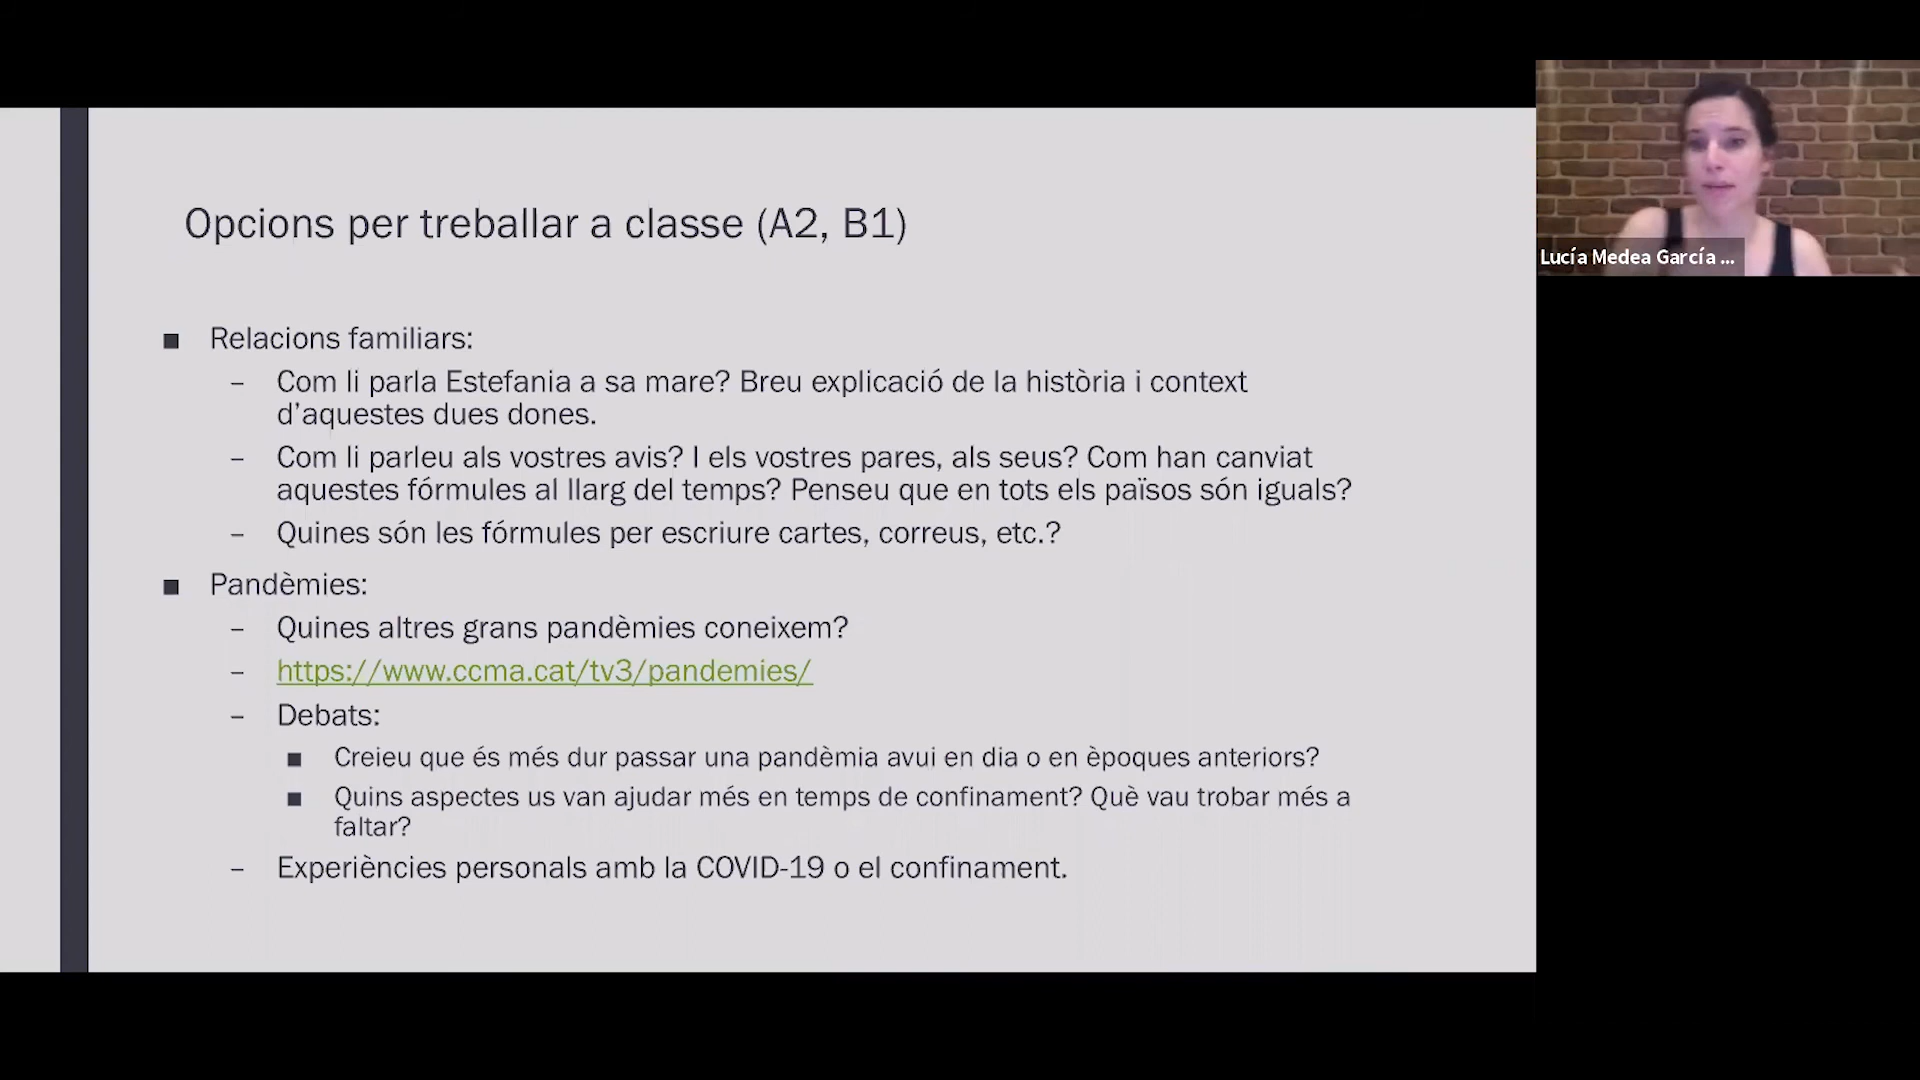 Opcions per treballar a classe (A2, B1)
■ Relacions familiars:
– Com li parla Estefania a sa mare? Breu explicació de la història i context
d’aquestes dues dones.
– Com li parleu als vostres avis? I els vostres pares, als seus? Com han canviat
aquestes fórmules al llarg del temps? Penseu que en tots els països són iguals?
– Quines són les fórmules per escriure cartes, correus, etc.?
■ Pandèmies:
– Quines altres grans pandèmies coneixem?
– https://www.ccma.cat/tv3/pandemies/
– Debats:
■ Creieu que és més dur passar una pandèmia avui en dia o en èpoques anteriors?
■ Quins aspectes us van ajudar més en temps de confinament? Què vau trobar més a
faltar?
– Experiències personals amb la COVID-19 o el confinament.
Lucía Medea García ...